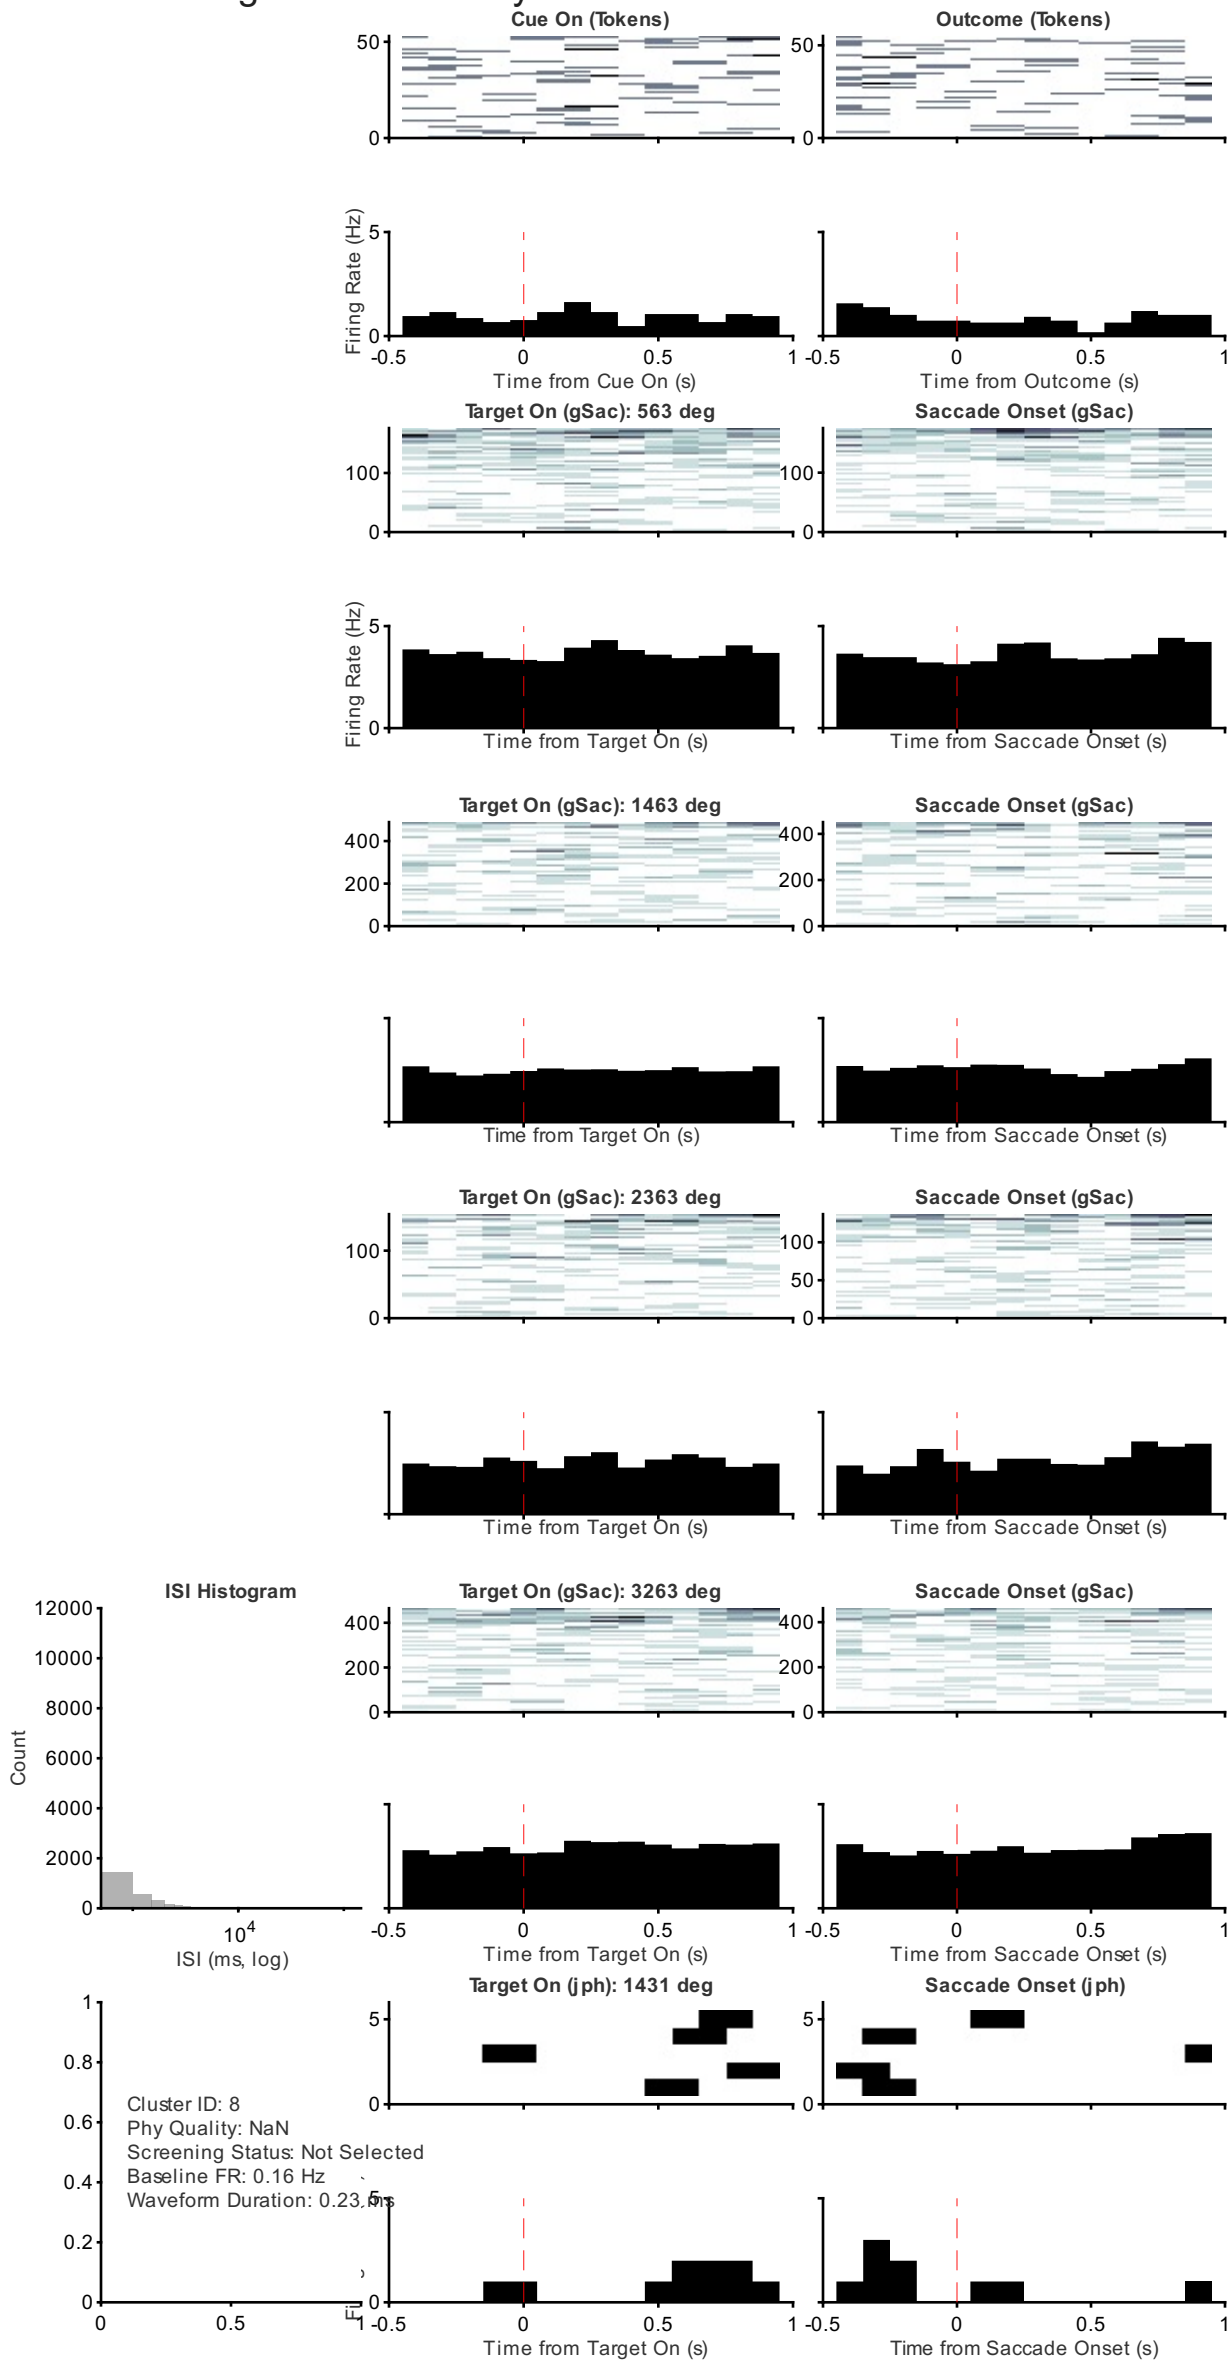 Cue On (Tokens)
Outcome (Tokens)
50
0
50
0
Firing Rate (Hz)
5
0
-0.5 0 0.5 1
Time from Cue On (s)
-0.5 0 0.5 1
Time from Outcome (s)
Target On (gSac): 563 deg
Saccade Onset (gSac)
100
0
100
0
Firing Rate (Hz)
5
0
Time from Target On (s)
Time from Saccade Onset (s)
Target On (gSac): 1463 deg
Saccade Onset (gSac)
400
200
0
400
200
0
Time from Target On (s)
Time from Saccade Onset (s)
Target On (gSac): 2363 deg
Saccade Onset (gSac)
100
0
100
50
0
Time from Target On (s)
Time from Saccade Onset (s)
ISI Histogram
12000
10000
8000
6000
4000
2000
0
Count
10^4
ISI (ms, log)
Target On (gSac): 3263 deg
Saccade Onset (gSac)
400
200
0
400
200
0
-0.5 0 0.5 1
Time from Target On (s)
-0.5 0 0.5 1
Time from Saccade Onset (s)
Target On (jph): 1431 deg
Saccade Onset (jph)
5
0
5
0
1
0.8
0.6
0.4
0.2
0
0 0.5 1
Cluster ID: 8
Phy Quality: NaN
Screening Status: Not Selected
Baseline FR: 0.16 Hz
Waveform Duration: 0.23 ms
5
0
-0.5 0 0.5 1
Time from Target On (s)
-0.5 0 0.5 1
Time from Saccade Onset (s)